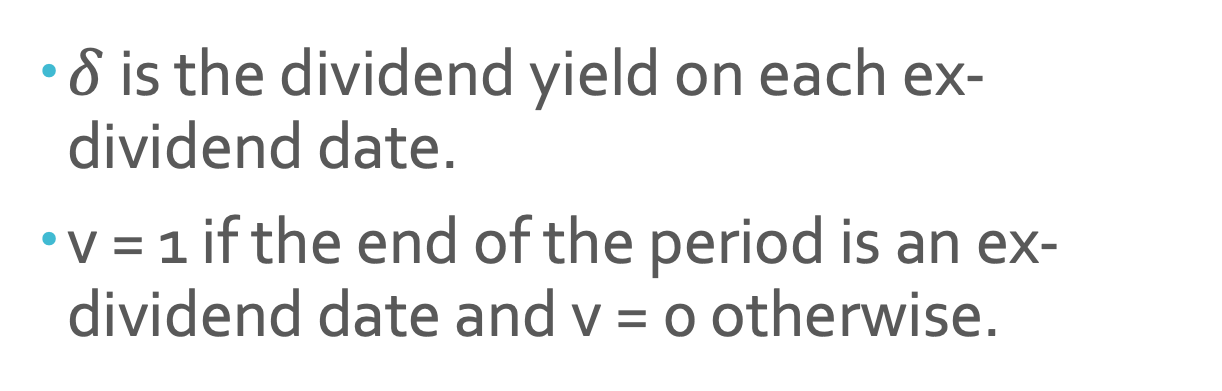 • δ is the dividend yield on each ex-
dividend date.
• v = 1 if the end of the period is an ex-
dividend date and v = 0 otherwise.